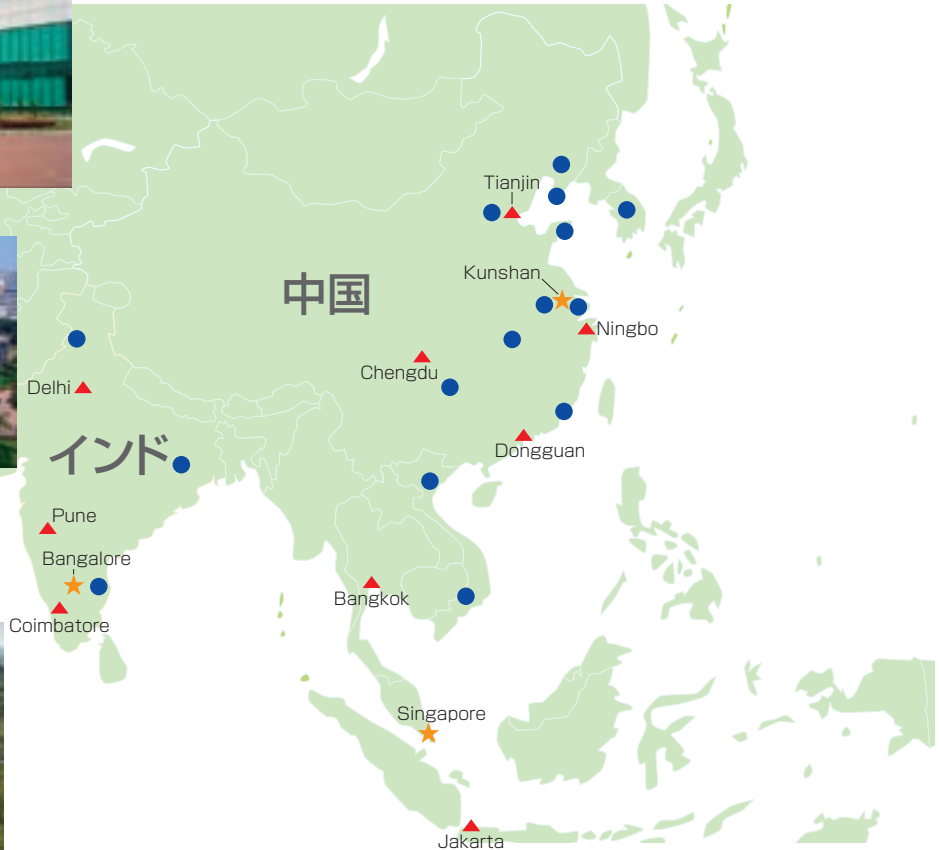 Tianjin
Kunshan
中国
Ningbo
Chengdu
Delhi
Dongguan
インド
Pune
Bangalore
Bangkok
Coimbatore
Singapore
Jakarta